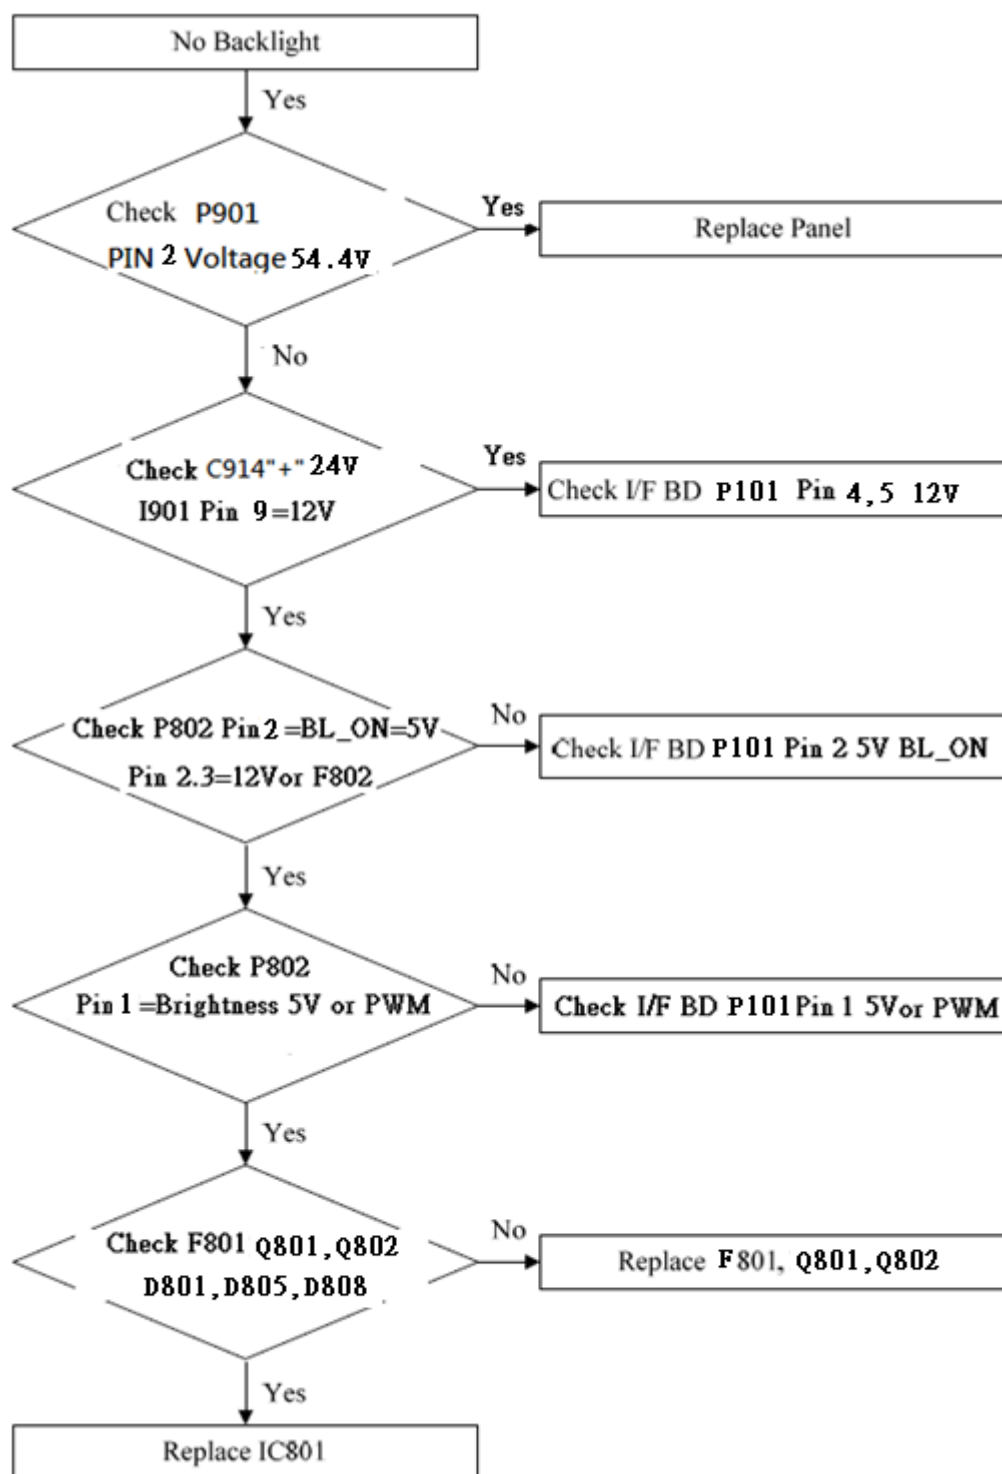 No Backlight
Yes
Check P901
PIN 2 Voltage 54.4V
Yes
Replace Panel
No
Check C914"+" 24V
I901 Pin 9=12V
Yes
Check I/F BD P101 Pin 4,5 12V
Yes
Check P802 Pin 2 =BL_ON=5V
Pin 2.3=12Vor F802
No
Check I/F BD P101 Pin 2 5V BL_ON
Yes
Check P802
Pin 1 =Brightness 5V or PWM
No
Check I/F BD P101 Pin 1 5Vor PWM
Yes
Check F801 Q801,Q802
D801,D805,D808
No
Replace F801, Q801,Q802
Yes
Replace IC801